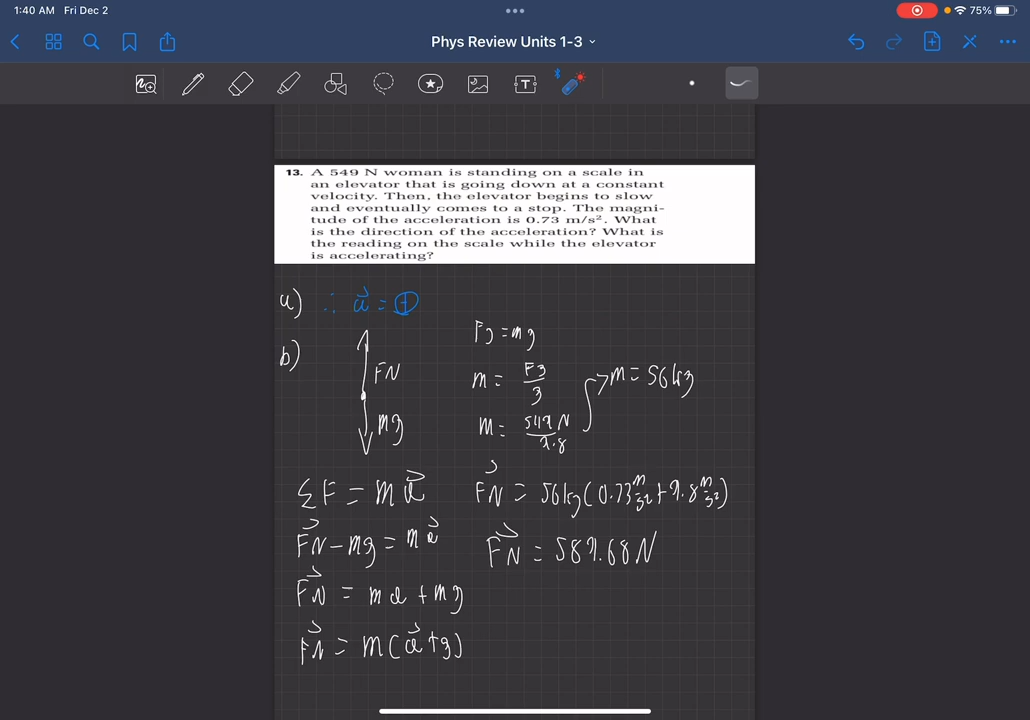 1:40 AM Fri Dec 2
75%
Phys Review Units 1-3
T
13. A 549 N woman is standing on a scale in
an elevator that is going down at a constant
velocity. Then, the elevator begins to slow
and eventually comes to a stop. The magni-
tude of the acceleration is 0.73 m/s². What
is the direction of the acceleration? What is
the reading on the scale while the elevator
is accelerating?
a) ∴ a⃗ = ⊕
b)
FN
mg
Fg = mg
m = Fg/g
m = 549 N/9.8
m = 56 kg
ΣF = ma⃗
F⃗N - mg = ma⃗
F⃗N = ma + mg
F⃗N = m(a⃗ + g)
F⃗N = 56kg(0.73 m/s² + 9.8 m/s²)
F⃗N = 589.68 N